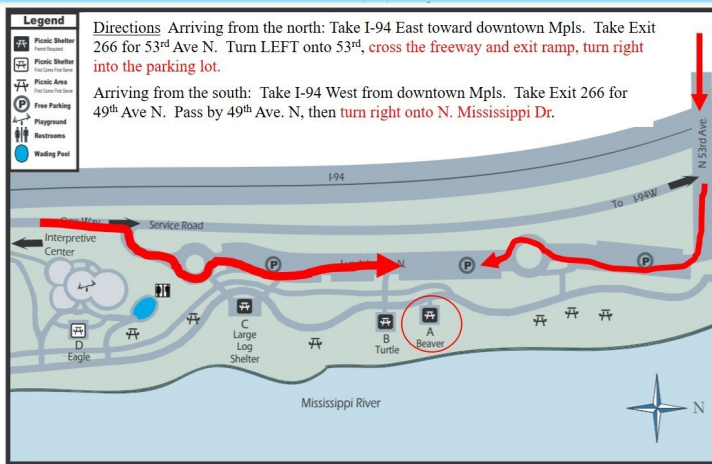 Legend
Picnic Shelter
Permit Required
Picnic Shelter
First Come First Serve
Picnic Area
First Come First Serve
Free Parking
Playground
Restrooms
Wading Pool
Directions Arriving from the north: Take I-94 East toward downtown Mpls. Take Exit
266 for 53rd Ave N. Turn LEFT onto 53rd, cross the freeway and exit ramp, turn right
into the parking lot.
Arriving from the south: Take I-94 West from downtown Mpls. Take Exit 266 for
49th Ave N. Pass by 49th Ave. N, then turn right onto N. Mississippi Dr.
N 53rd Ave.
I-94
To I-94W
One Way
Service Road
Interpretive
Center
P
N.
P
P
C
Large
Log
Shelter
D
Eagle
B
Turtle
A
Beaver
Mississippi River
N